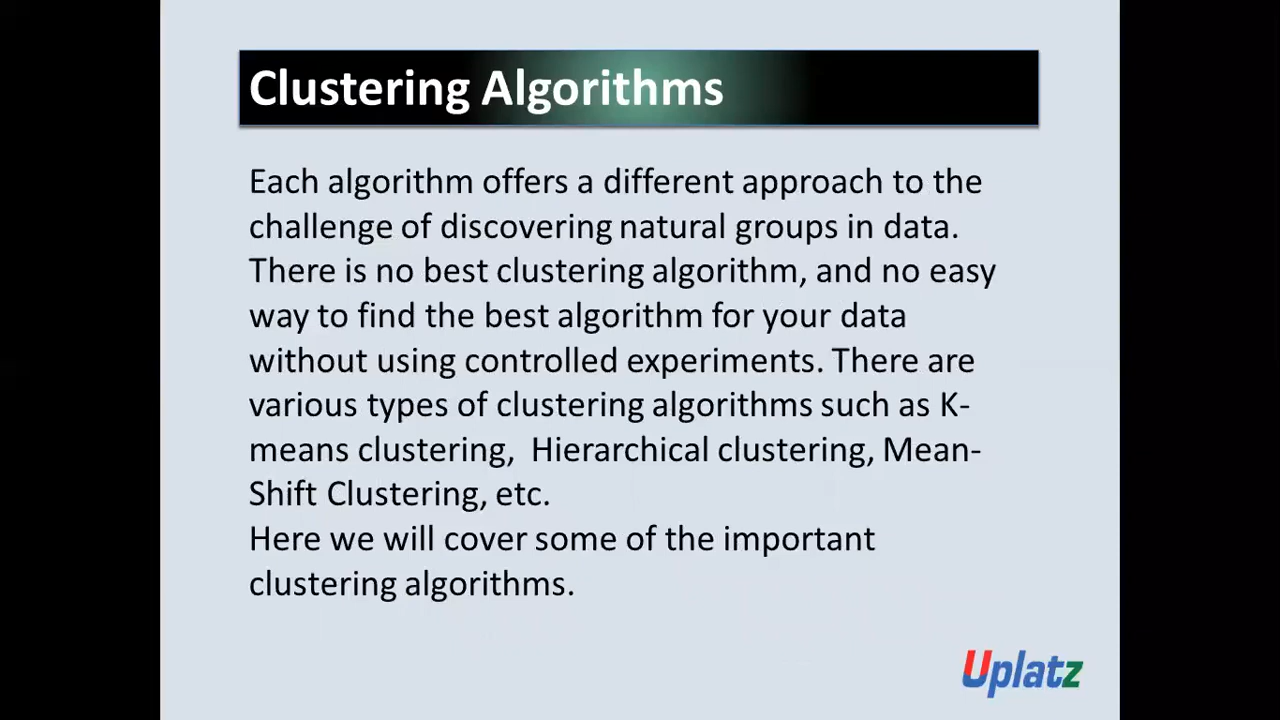 Clustering Algorithms
Each algorithm offers a different approach to the
challenge of discovering natural groups in data.
There is no best clustering algorithm, and no easy
way to find the best algorithm for your data
without using controlled experiments. There are
various types of clustering algorithms such as K-
means clustering,  Hierarchical clustering, Mean-
Shift Clustering, etc.
Here we will cover some of the important
clustering algorithms.
Uplatz